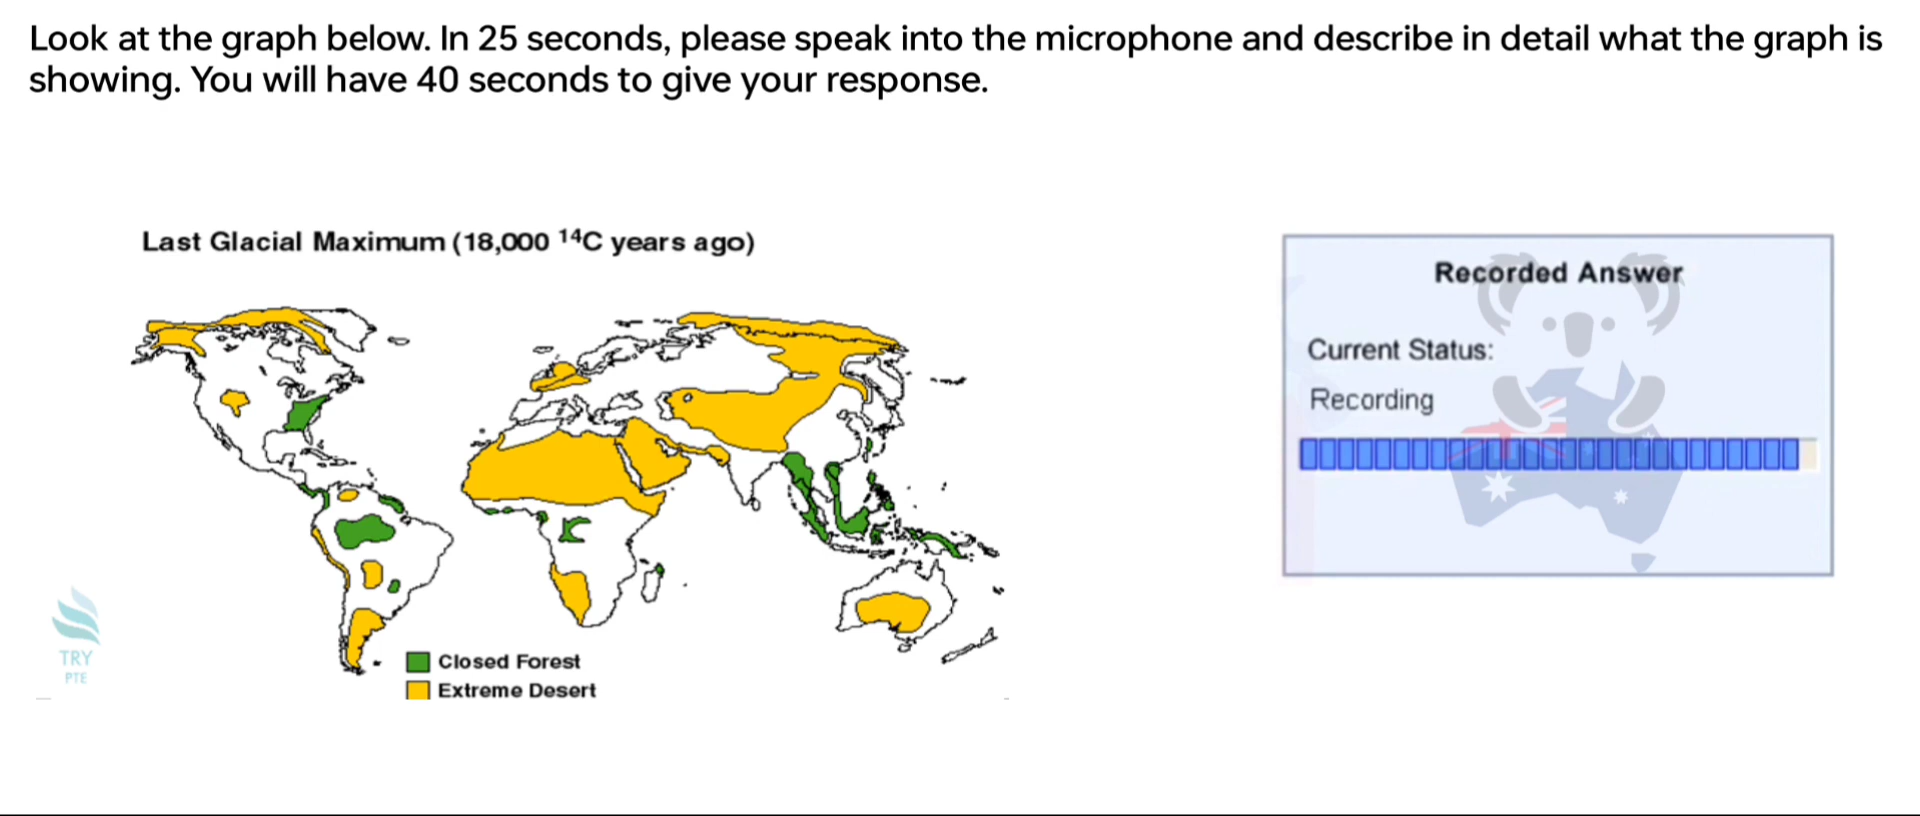 Look at the graph below. In 25 seconds, please speak into the microphone and describe in detail what the graph is
showing. You will have 40 seconds to give your response.
Last Glacial Maximum (18,000 ¹⁴C years ago)
Recorded Answer
Current Status:
Recording
TRY
PTE
Closed Forest
Extreme Desert